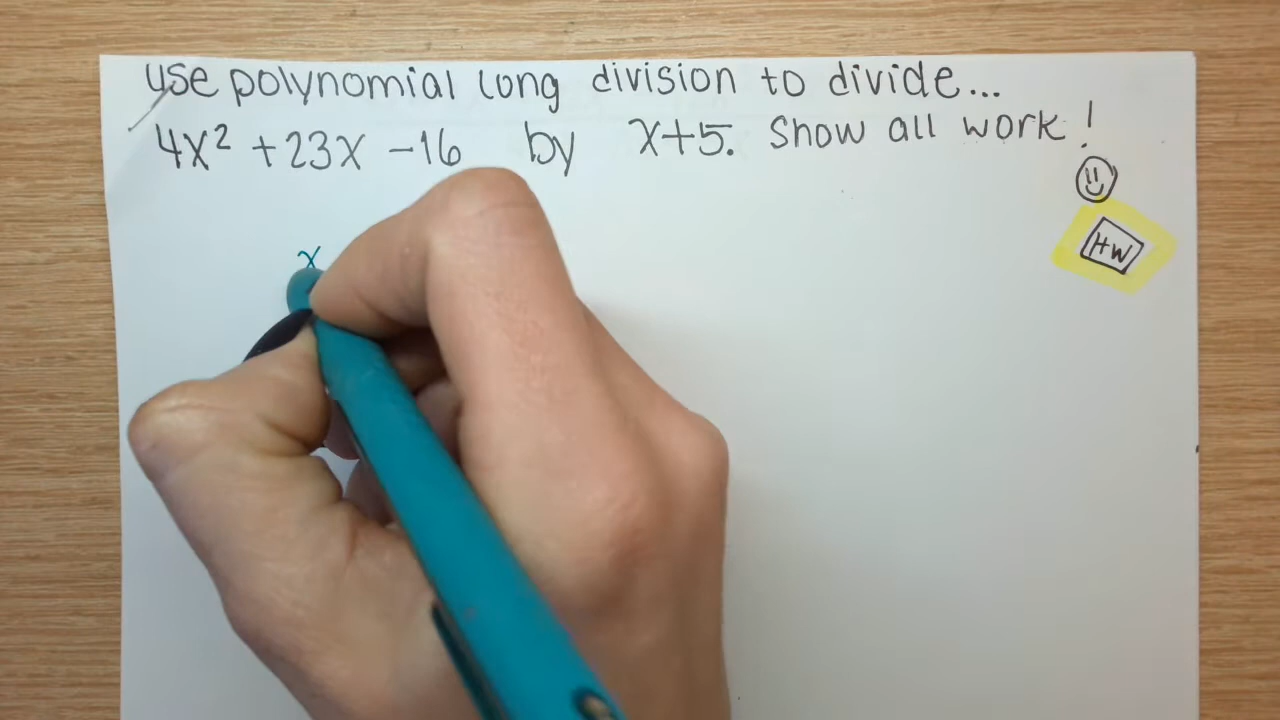 use polynomial long division to divide...
4x² + 23x - 16 by x+5. Show all work!
HW
x